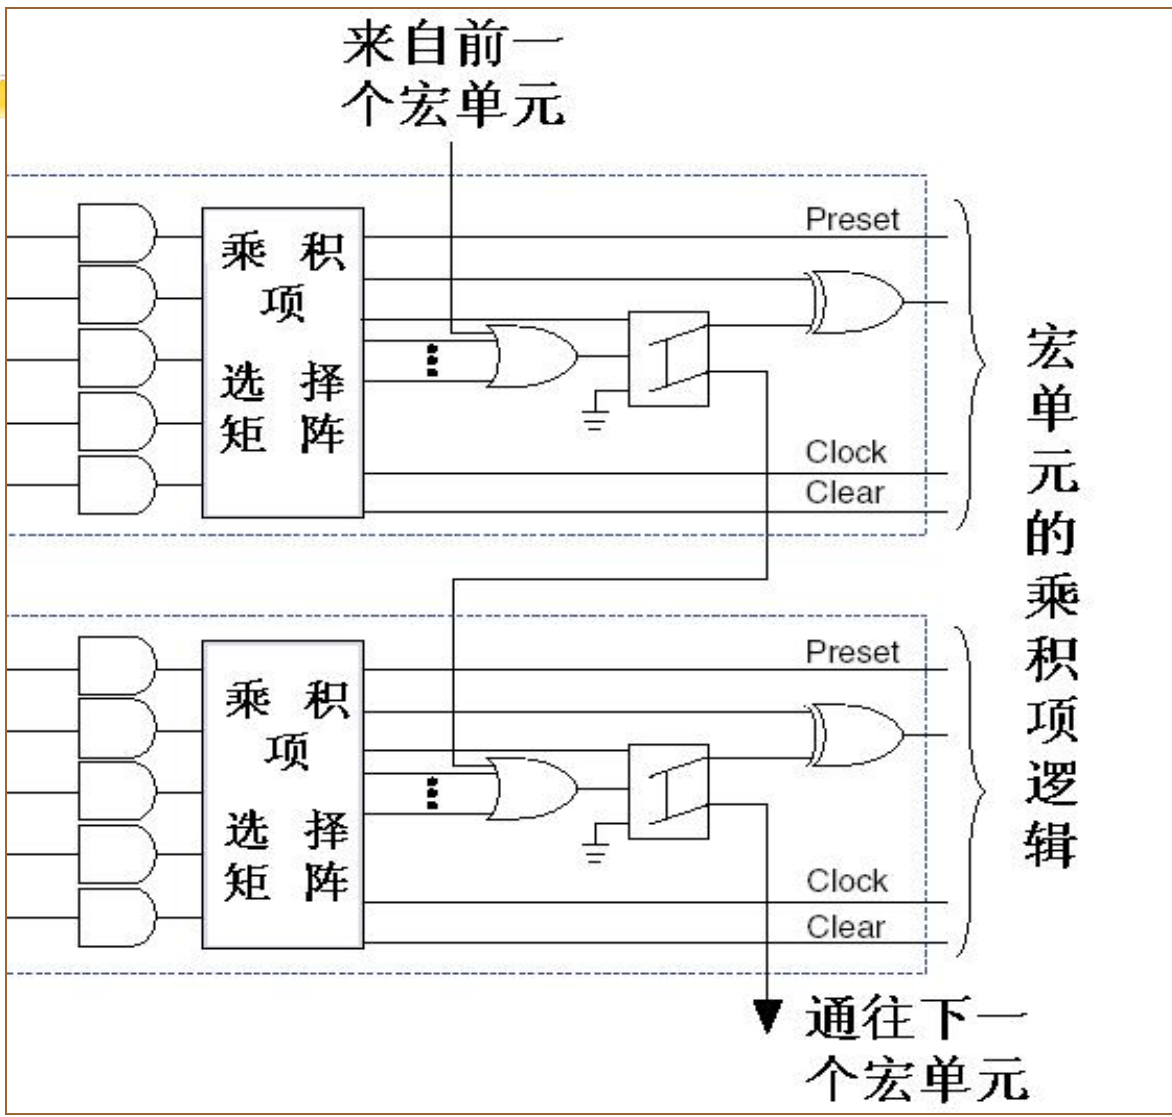 来自前一
个宏单元
Preset
乘 积
项
选 择
矩 阵
Clock
Clear
宏单元的乘积项逻辑
Preset
乘 积
项
选 择
矩 阵
Clock
Clear
通往下一
个宏单元